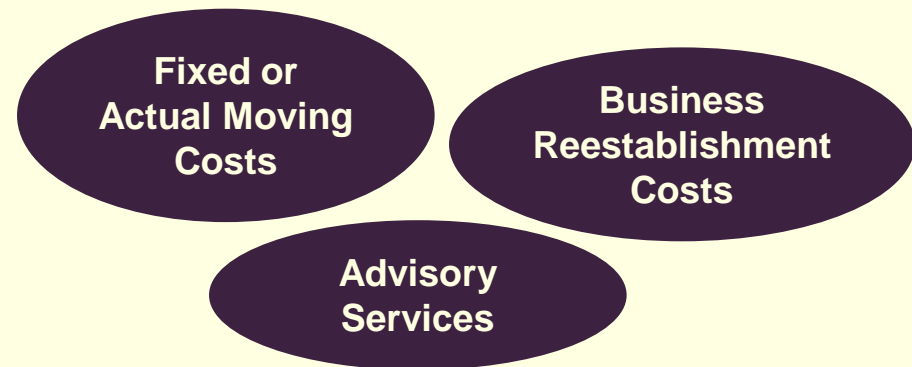 Fixed or
Actual Moving
Costs
Business
Reestablishment
Costs
Advisory
Services